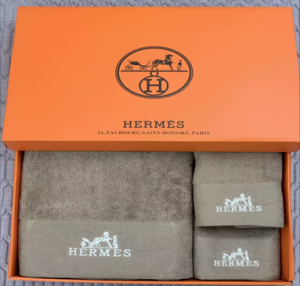 HERMÈS
24, FAUBOURG SAINT-HONORÉ, PARIS
HERMES
HERMES
HERMES